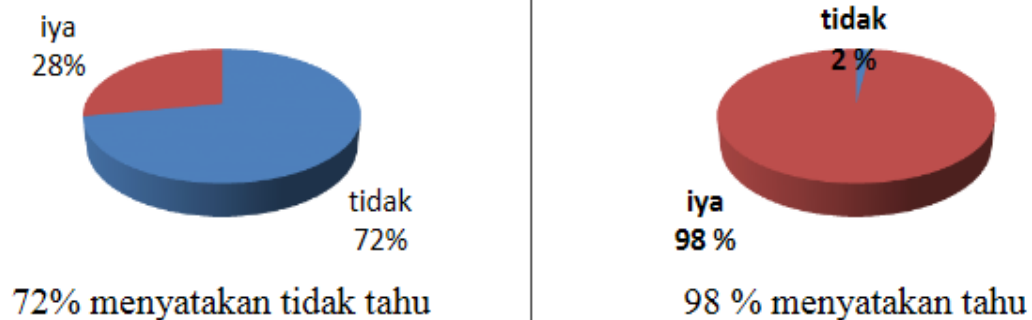 iya
28%
tidak
72%
72% menyatakan tidak tahu
tidak
2 %
iya
98 %
98 % menyatakan tahu